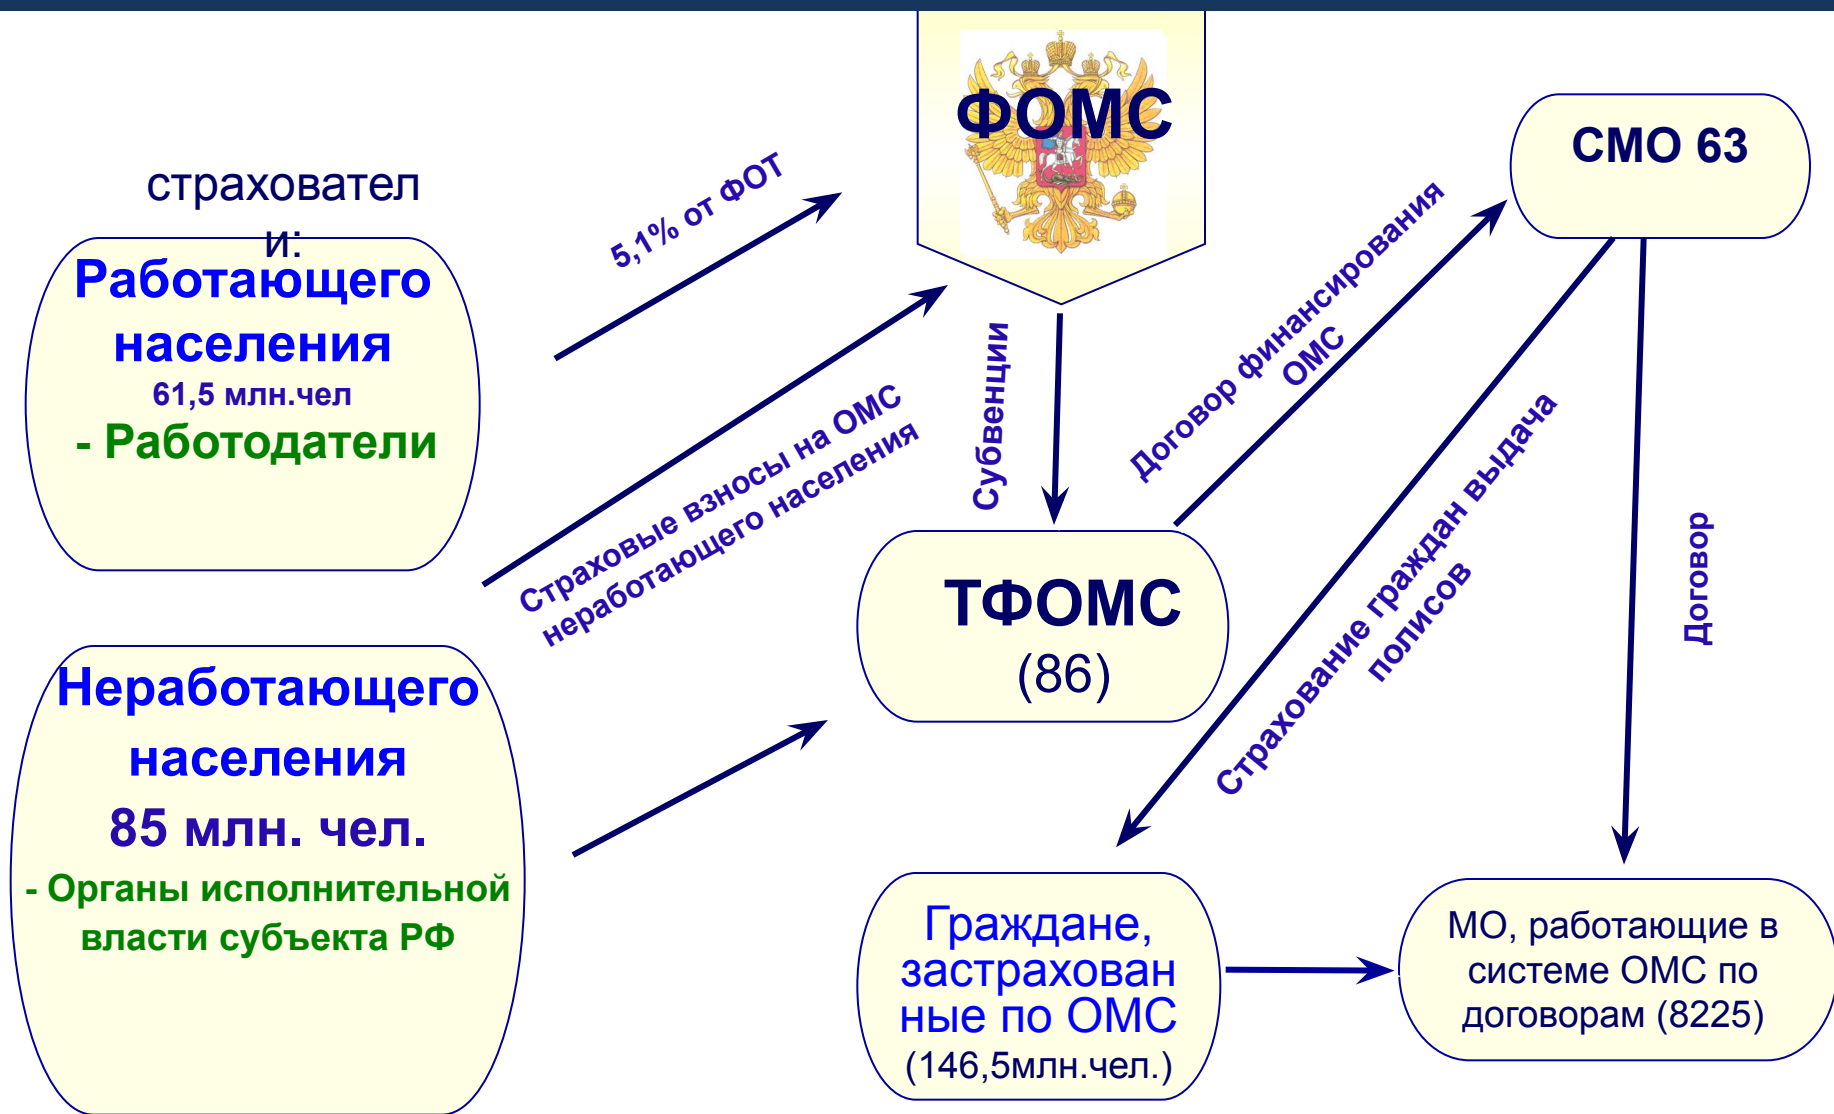 страховател
и:
Работающего
населения
61,5 млн.чел
- Работодатели
Неработающего
населения
85 млн. чел.
- Органы исполнительной
власти субъекта РФ
5,1% от ФОТ
Страховые взносы на ОМС
неработающего населения
ФОМС
Субвенции
ТФОМС
(86)
Договор финансирования
ОМС
СМО 63
Страхование граждан выдача
полисов
Договор
Граждане,
застрахован
ные по ОМС
(146,5млн.чел.)
МО, работающие в
системе ОМС по
договорам (8225)